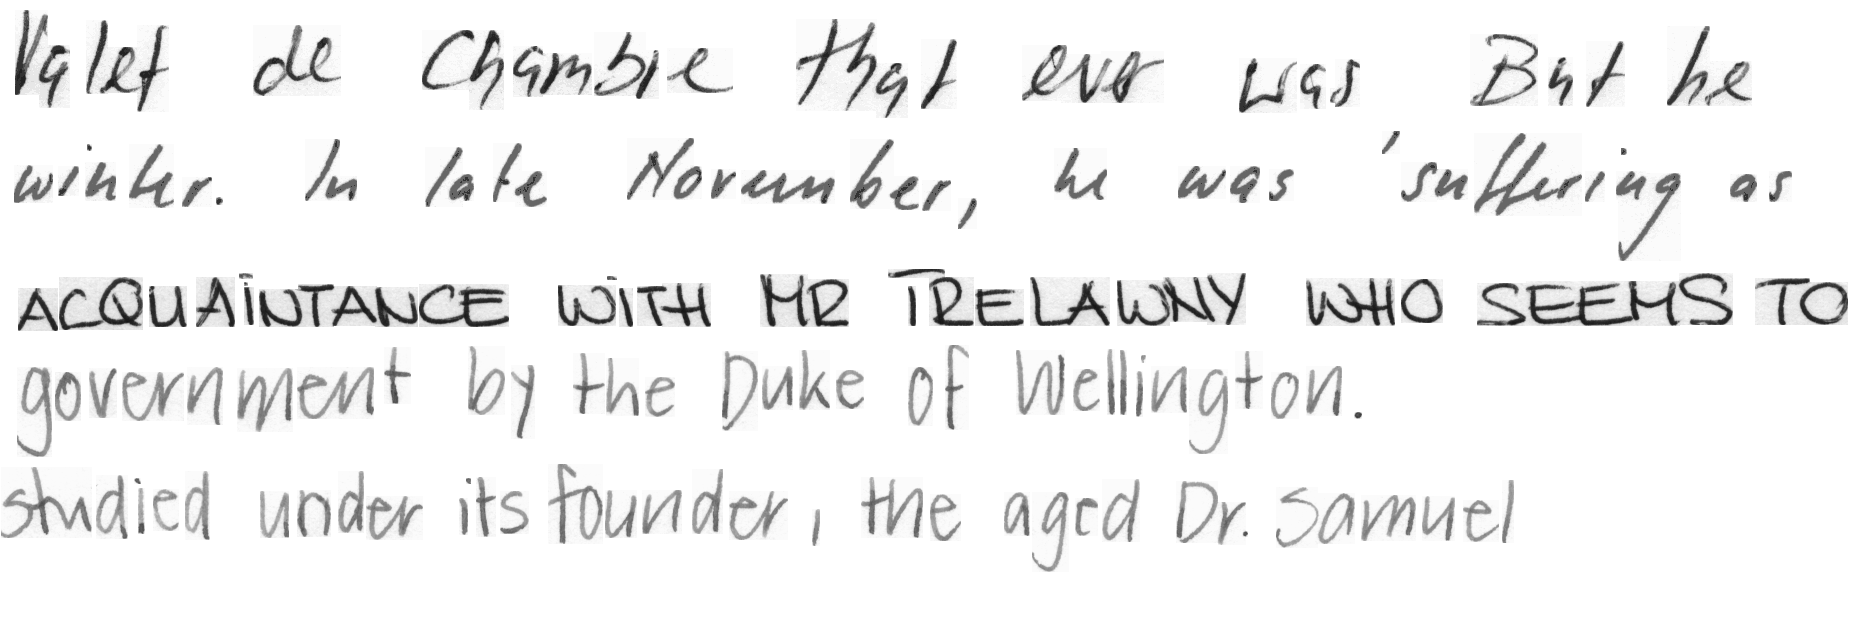 Valet de Chambre that ever was But he
winter. In late November, he was 'suffering as
ACQUAINTANCE WITH MR TRELAWNY WHO SEEMS TO
government by the Duke of Wellington.
studied under its founder, the aged Dr. Samuel